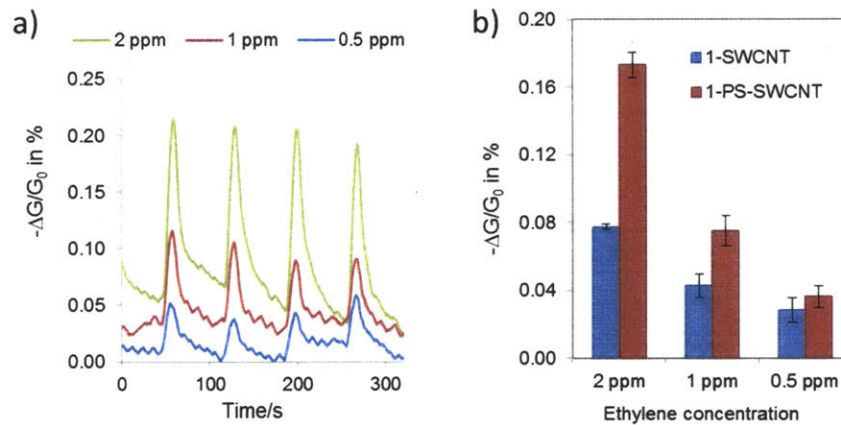 a)
2 ppm 1 ppm 0.5 ppm
0.25
0.20
0.15
0.10
0.05
0.00
-ΔG/G₀ in %
0 100 200 300
Time/s
b)
0.20
0.16
0.12
0.08
0.04
0.00
-ΔG/G₀ in %
1-SWCNT
1-PS-SWCNT
2 ppm 1 ppm 0.5 ppm
Ethylene concentration